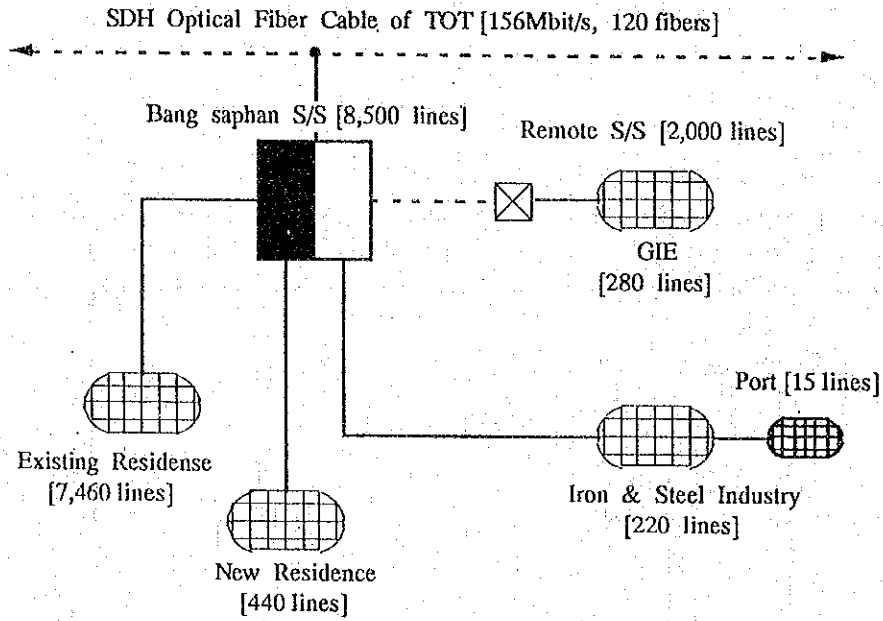 SDH Optical Fiber Cable of TOT [156Mbit/s, 120 fibers]
Bang saphan S/S [8,500 lines]
Remote S/S [2,000 lines]
GIE
[280 lines]
Port [15 lines]
Existing Residense
[7,460 lines]
Iron & Steel Industry
[220 lines]
New Residence
[440 lines]